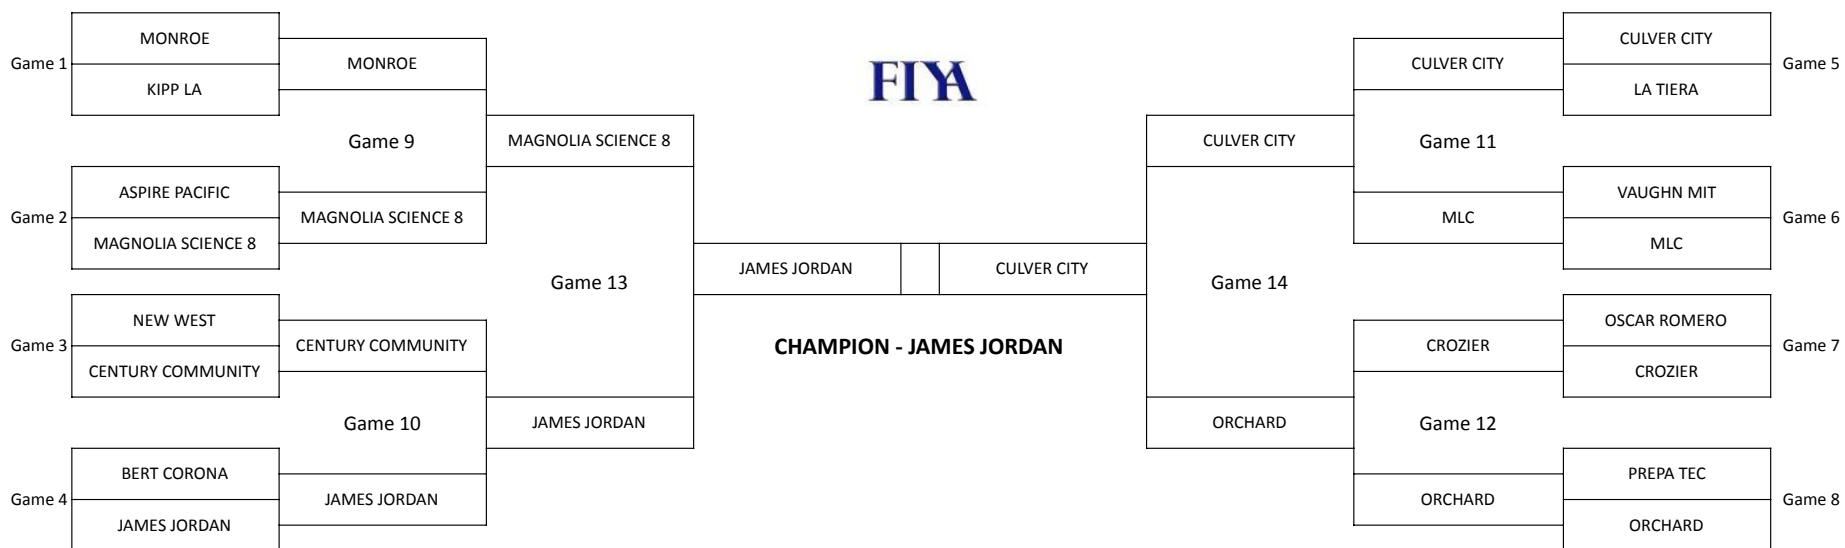 MONROE
Game 1
KIPP LA
MONROE
Game 9
ASPIRE PACIFIC
Game 2
MAGNOLIA SCIENCE 8
MAGNOLIA SCIENCE 8
MAGNOLIA SCIENCE 8
Game 13
NEW WEST
Game 3
CENTURY COMMUNITY
CENTURY COMMUNITY
Game 10
BERT CORONA
Game 4
JAMES JORDAN
JAMES JORDAN
JAMES JORDAN
FIYA
JAMES JORDAN
CULVER CITY
CHAMPION - JAMES JORDAN
CULVER CITY
Game 14
ORCHARD
CULVER CITY
Game 11
MLC
CROZIER
Game 12
ORCHARD
CULVER CITY
Game 5
LA TIERA
VAUGHN MIT
Game 6
MLC
OSCAR ROMERO
Game 7
CROZIER
PREPA TEC
Game 8
ORCHARD